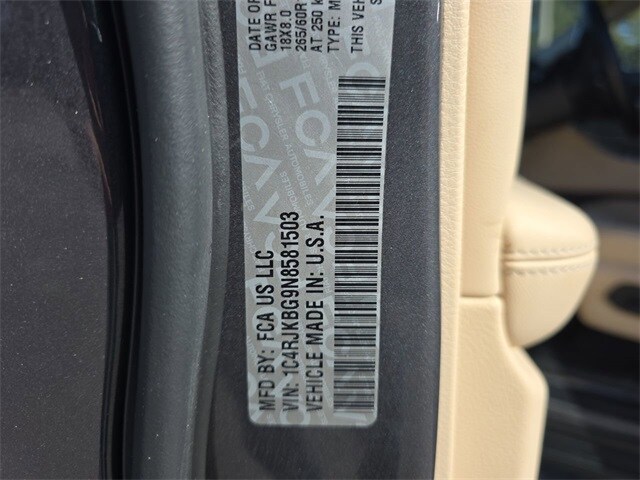 DATE OF
GAWR F
18X8.0
265/60R
AT 250 k
TYPE: M
THIS VEH
MFD BY: FCA US LLC
VIN: 1C4RJKBG9N8581503
VEHICLE MADE IN: U.S.A.
FCA